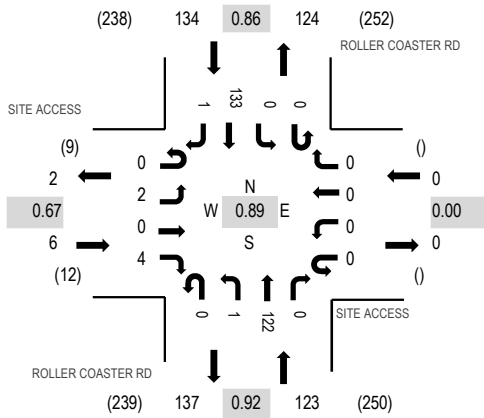 (238) 134 0.86 124 (252)
ROLLER COASTER RD
1 133 0 0
SITE ACCESS
(9) 0 0 ()
2 2 N 0 0
0.67 0 W 0.89 E 0 0.00
6 4 S 0 0
(12) ()
0 1 122 0
SITE ACCESS
ROLLER COASTER RD
(239) 137 0.92 123 (250)